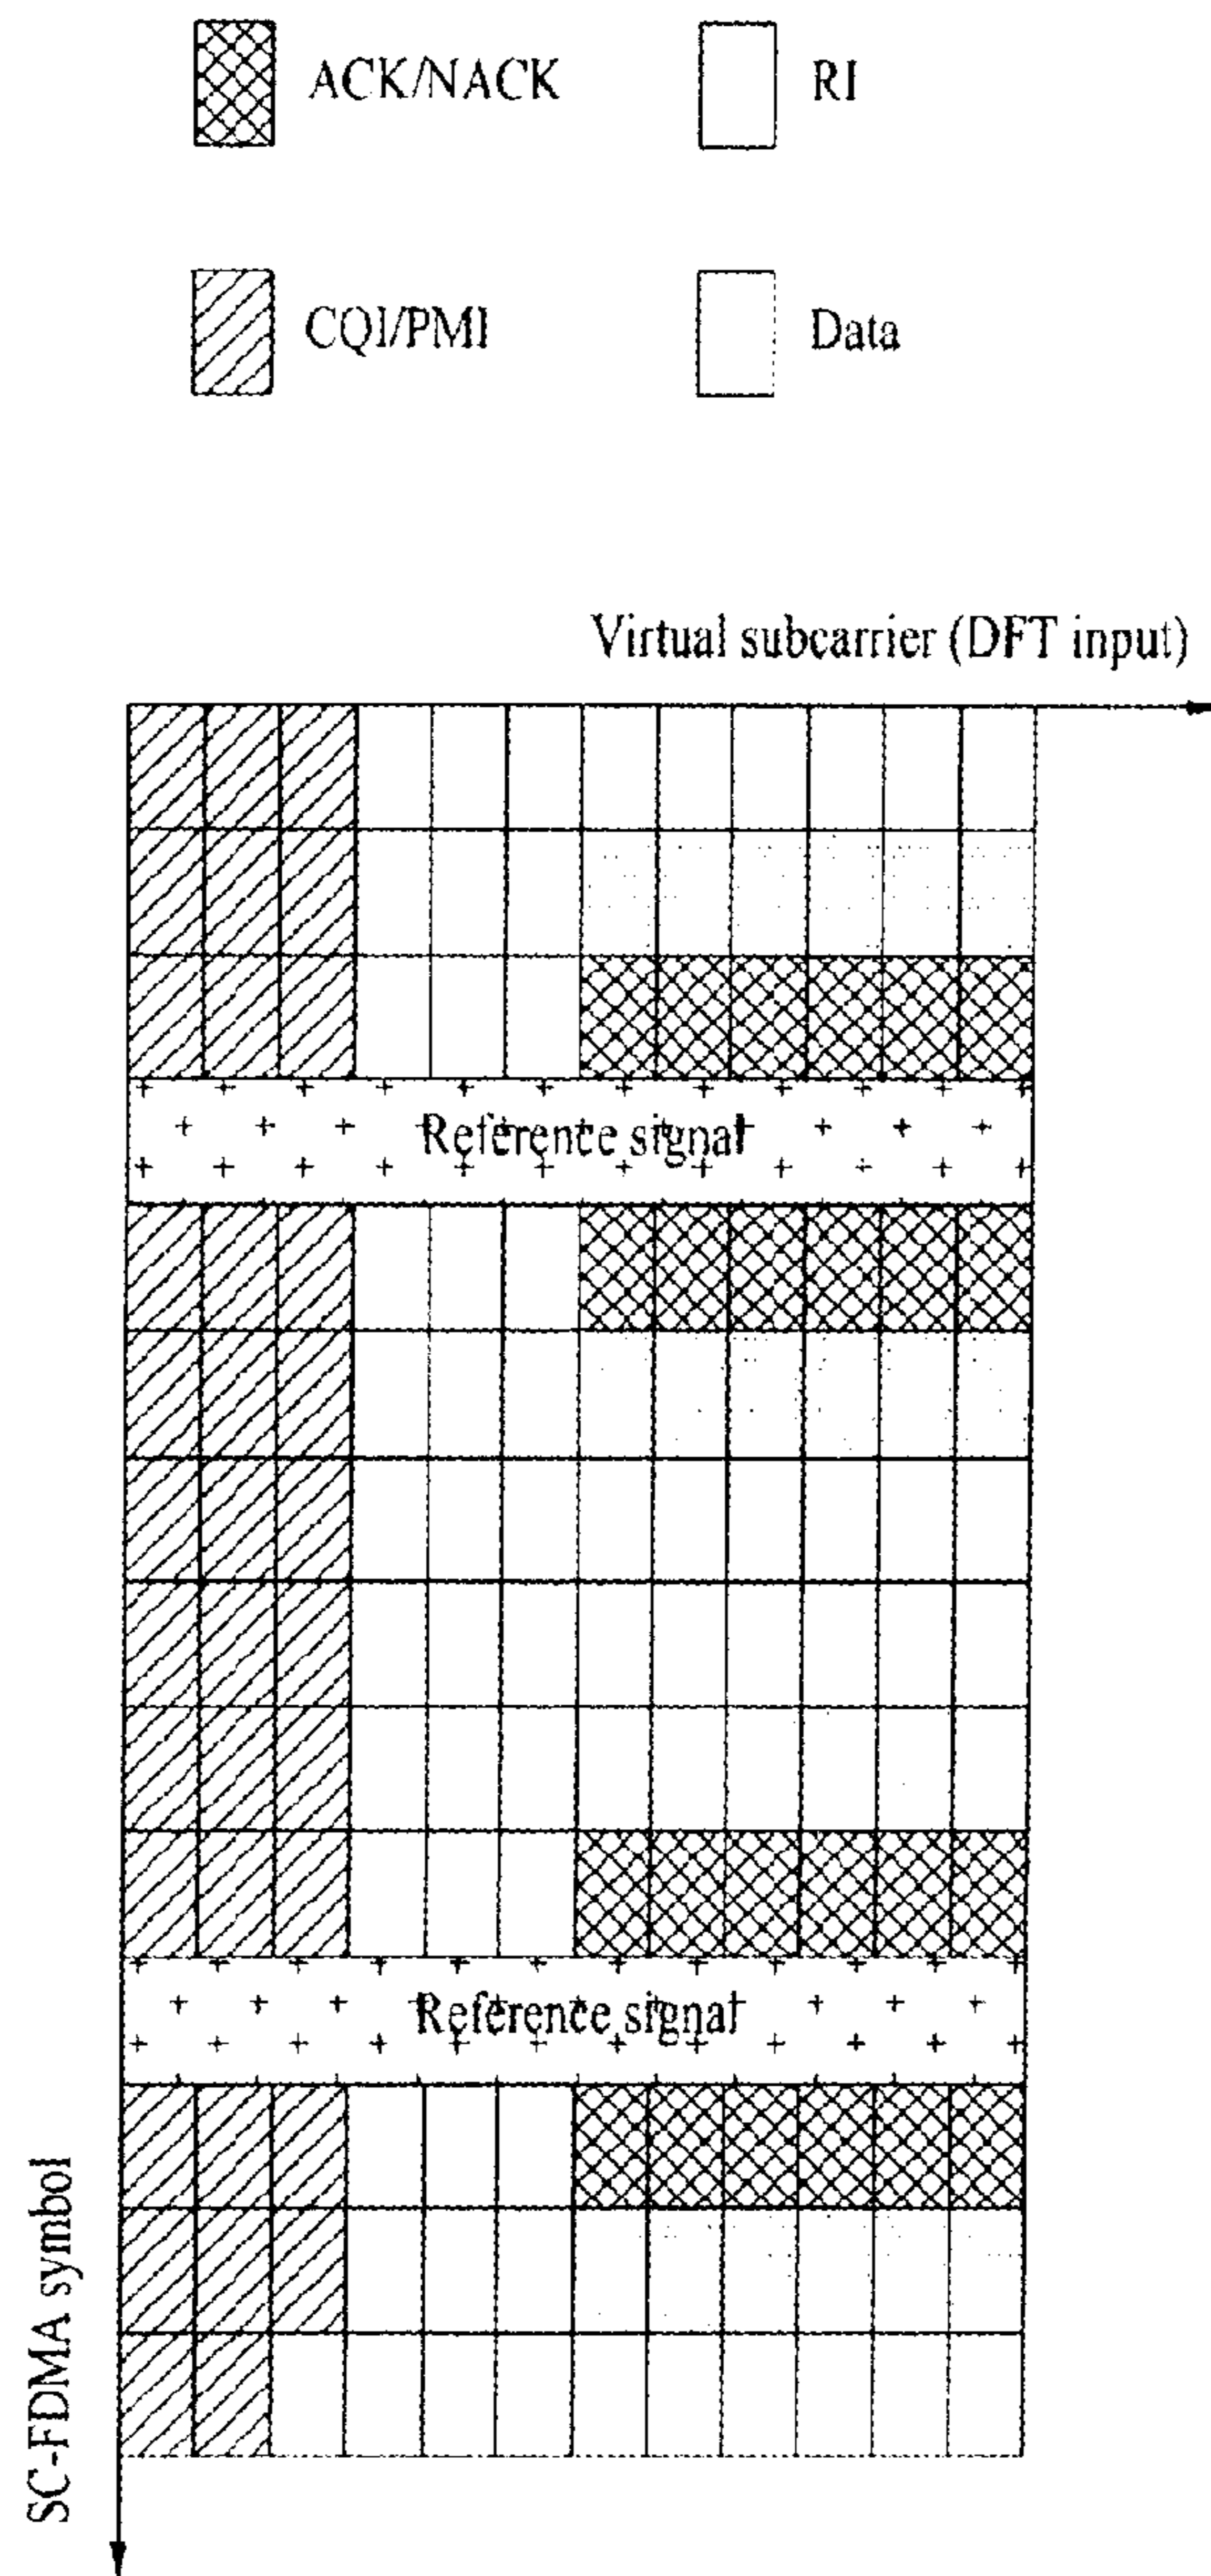 ACK/NACK
RI
CQI/PMI
Data
Virtual subcarrier (DFT input)
Reference signal
Reference signal
SC-FDMA symbol